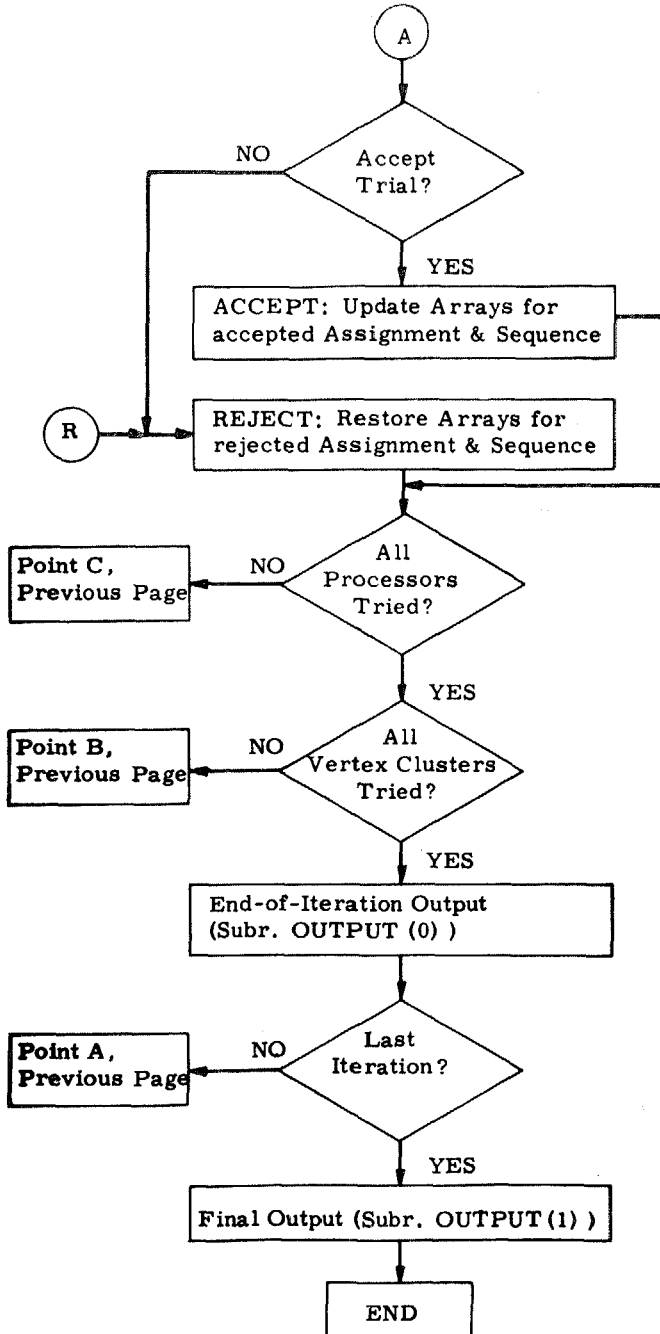 A
NO
Accept
Trial?
YES
ACCEPT: Update Arrays for
accepted Assignment & Sequence
R
REJECT: Restore Arrays for
rejected Assignment & Sequence
Point C,
Previous Page
NO
All
Processors
Tried?
YES
Point B,
Previous Page
NO
All
Vertex Clusters
Tried?
YES
End-of-Iteration Output
(Subr. OUTPUT (0) )
Point A,
Previous Page
NO
Last
Iteration?
YES
Final Output (Subr. OUTPUT (1) )
END